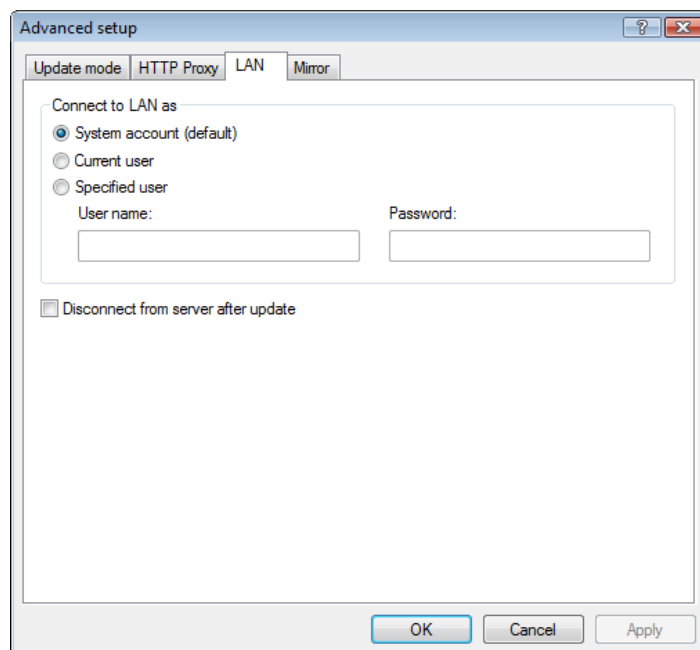 Advanced setup
Update mode HTTP Proxy LAN Mirror
Connect to LAN as
System account (default)
Current user
Specified user
User name: Password:
Disconnect from server after update
OK Cancel Apply